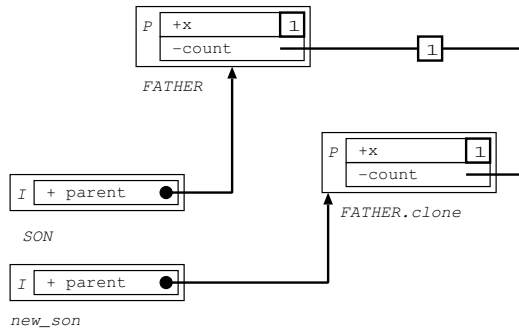 P +x 1
−count 1
FATHER
P +x 1
−count
I + parent
FATHER.clone
SON
I + parent
new_son